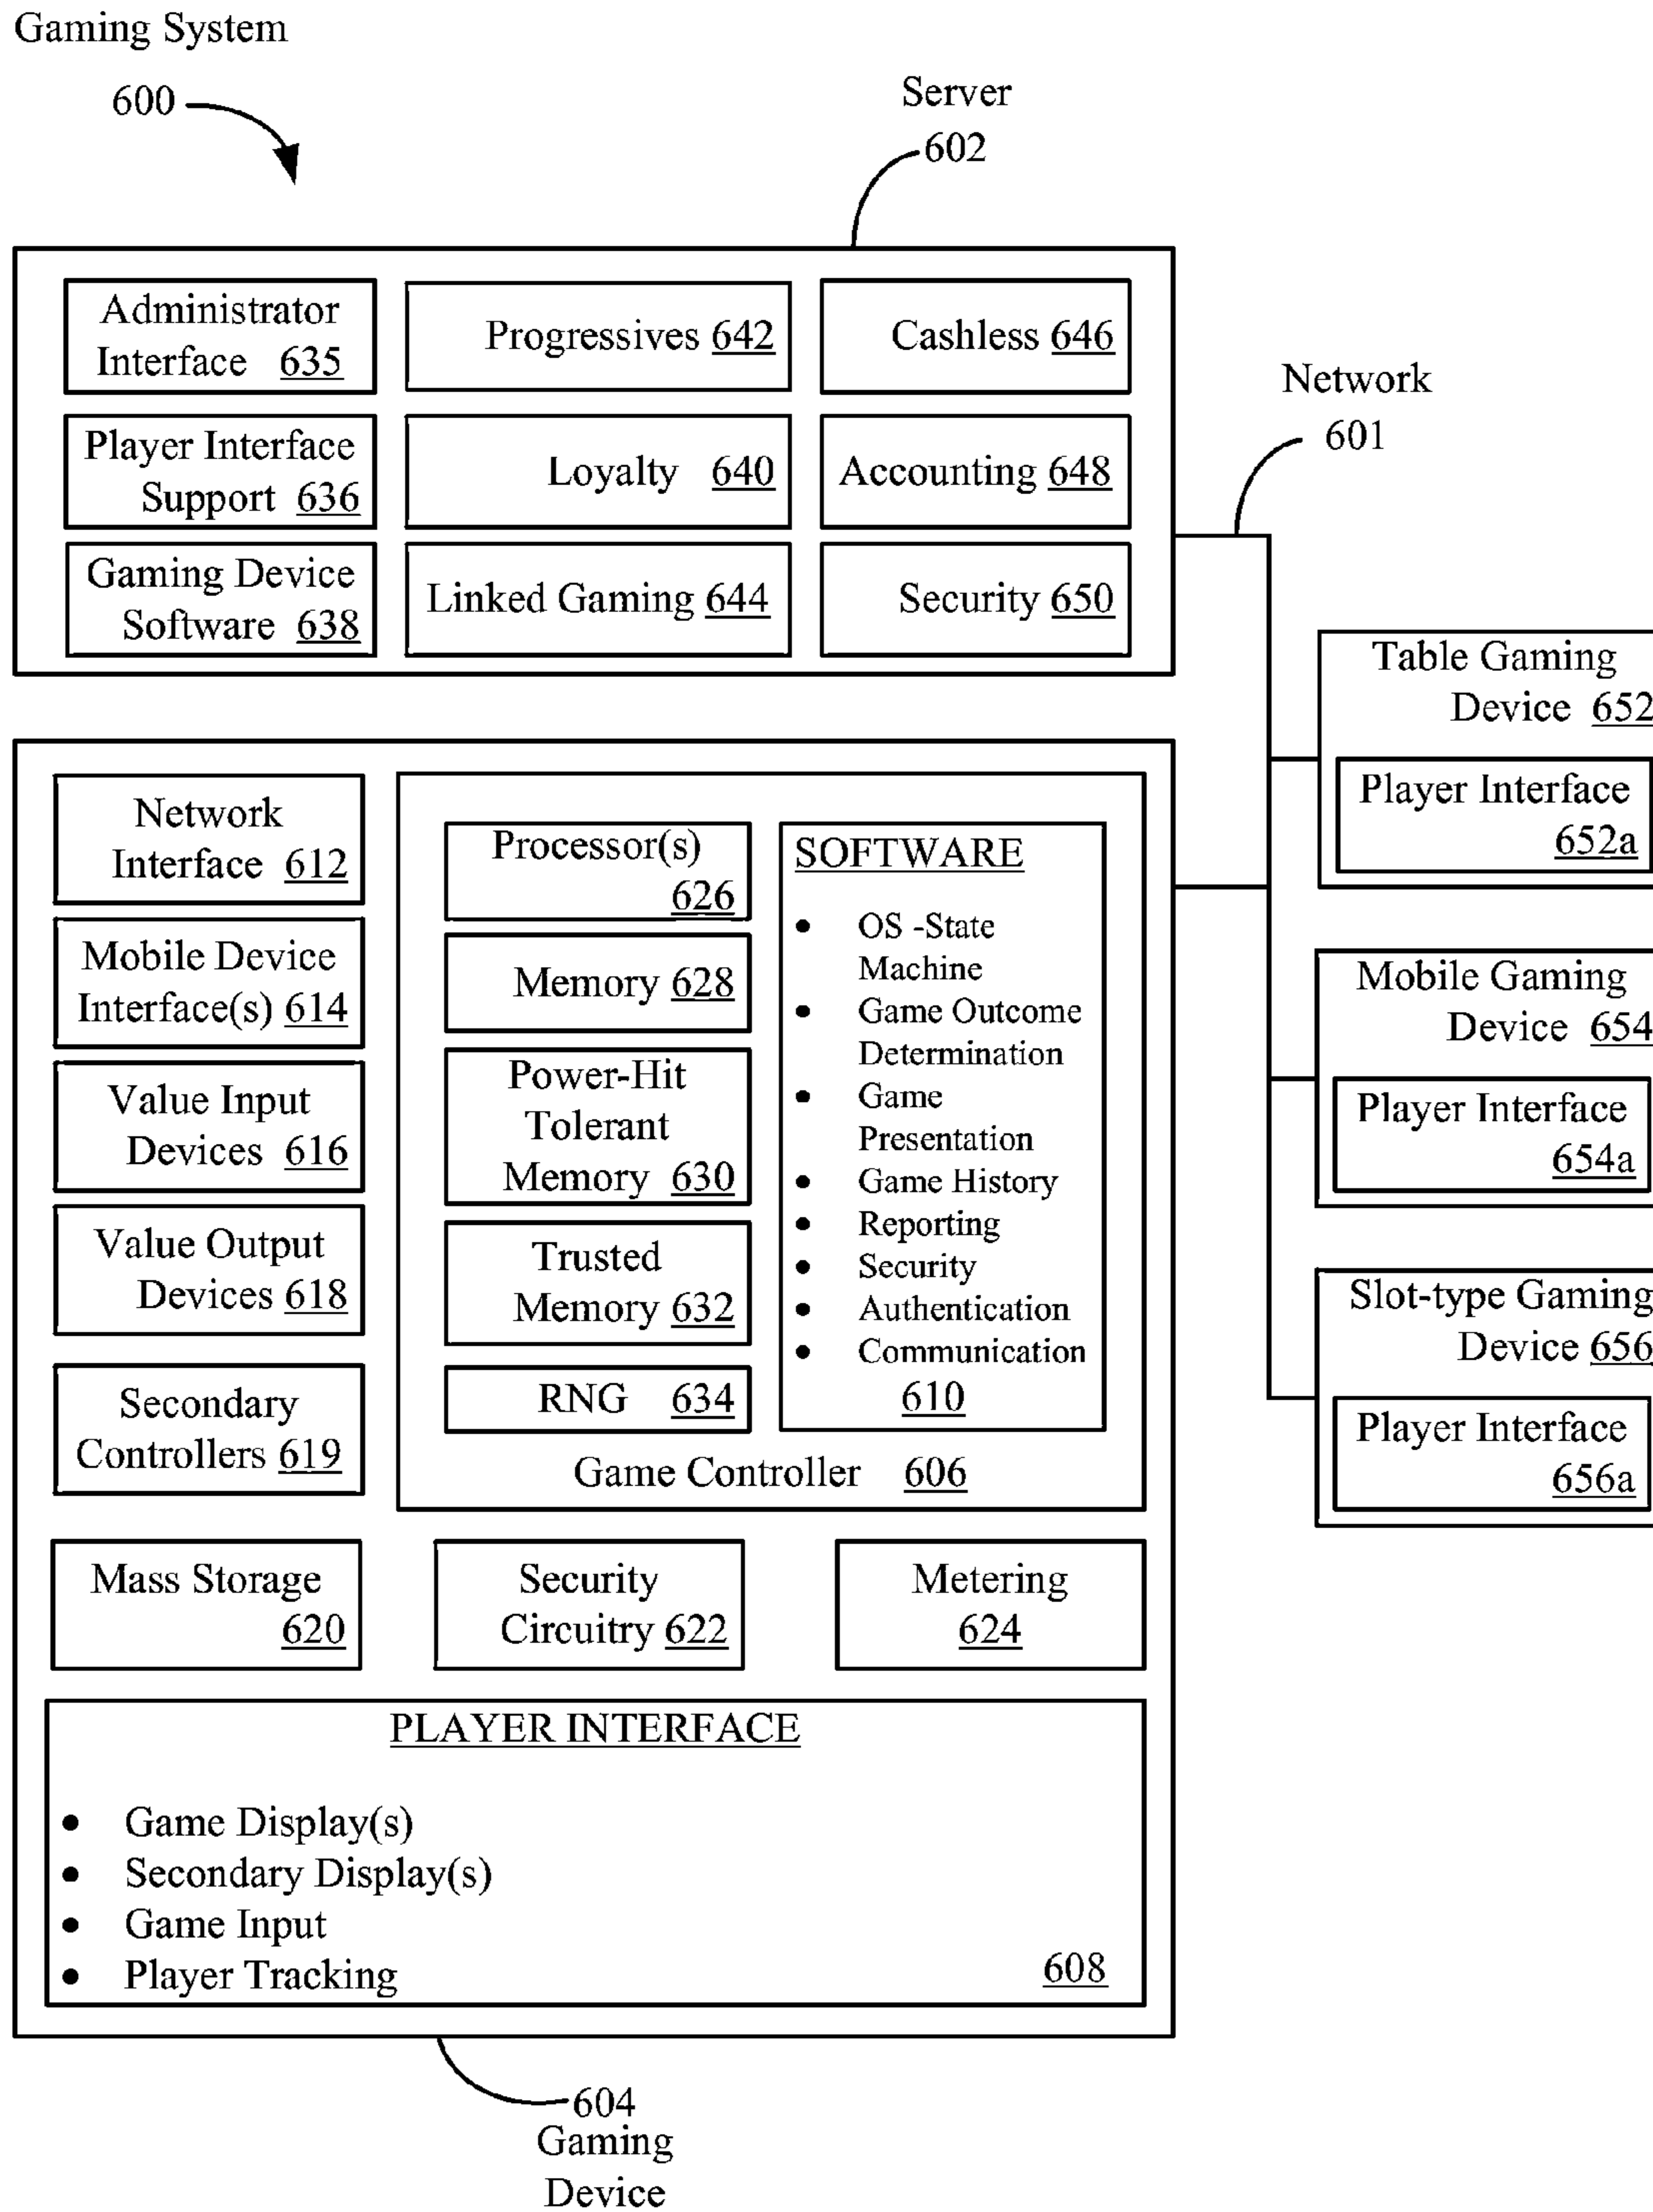 Gaming System
600
Server
602
Administrator
Interface 635
Progressives 642
Cashless 646
Player Interface
Support 636
Loyalty 640
Accounting 648
Gaming Device
Software 638
Linked Gaming 644
Security 650
Network
601
Table Gaming
Device 652
Player Interface
652a
Mobile Gaming
Device 654
Player Interface
654a
Slot-type Gaming
Device 656
Player Interface
656a
Network
Interface 612
Mobile Device
Interface(s) 614
Value Input
Devices 616
Value Output
Devices 618
Secondary
Controllers 619
Processor(s)
626
Memory 628
Power-Hit
Tolerant
Memory 630
Trusted
Memory 632
RNG 634
SOFTWARE
• OS -State
Machine
• Game Outcome
Determination
• Game
Presentation
• Game History
• Reporting
• Security
• Authentication
• Communication
610
Game Controller 606
Mass Storage
620
Security
Circuitry 622
Metering
624
PLAYER INTERFACE
• Game Display(s)
• Secondary Display(s)
• Game Input
• Player Tracking
608
604
Gaming
Device